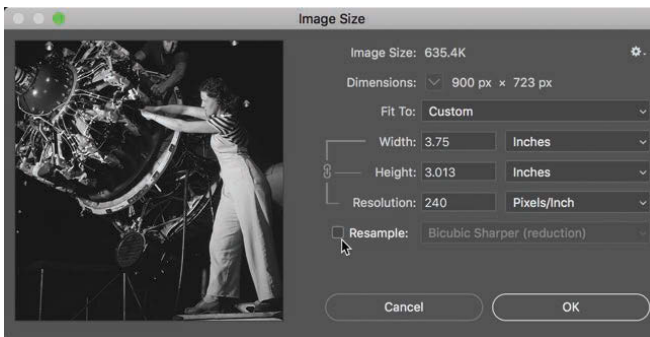 Image Size
Image Size: 635.4K
Dimensions: 900 px × 723 px
Fit To: Custom
Width: 3.75 Inches
Height: 3.013 Inches
Resolution: 240 Pixels/Inch
Resample: Bicubic Sharper (reduction)
Cancel OK